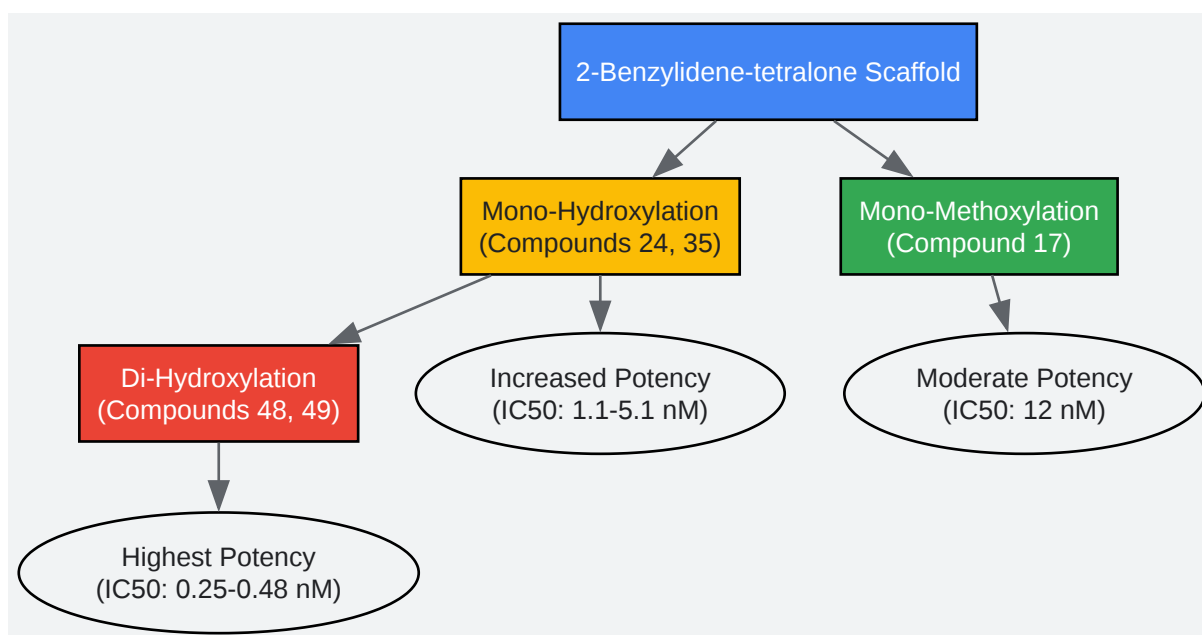 2-Benzylidene-tetralone Scaffold
Mono-Hydroxylation
(Compounds 24, 35)
Mono-Methoxylation
(Compound 17)
Di-Hydroxylation
(Compounds 48, 49)
Increased Potency
(IC50: 1.1-5.1 nM)
Moderate Potency
(IC50: 12 nM)
Highest Potency
(IC50: 0.25-0.48 nM)